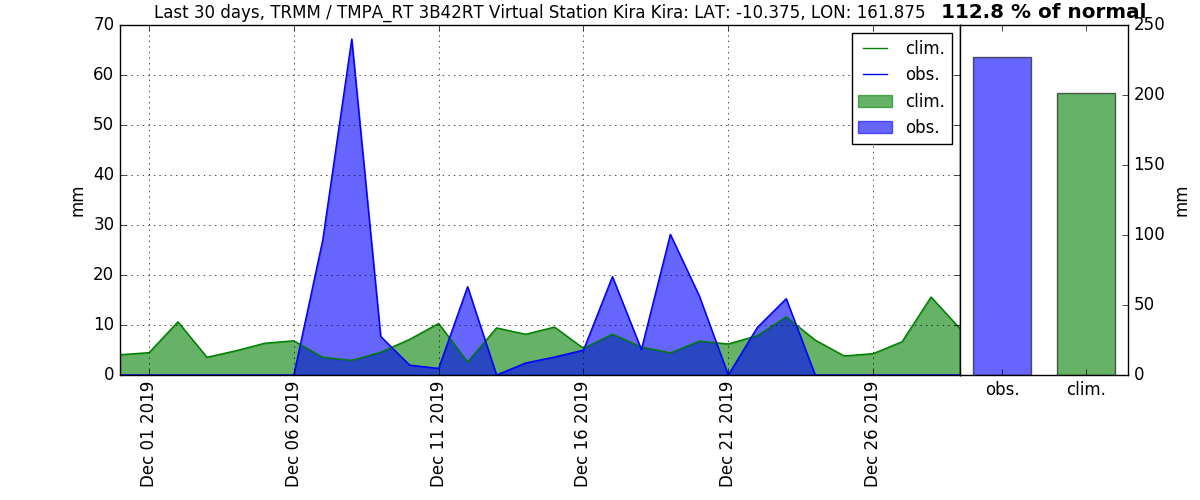 Last 30 days, TRMM / TMPA_RT 3B42RT Virtual Station Kira Kira: LAT: -10.375, LON: 161.875 112.8 % of normal
70
60
50
40
30
20
10
0
mm
clim.
obs.
clim.
obs.
250
200
150
100
50
0
mm
Dec 01 2019
Dec 06 2019
Dec 11 2019
Dec 16 2019
Dec 21 2019
Dec 26 2019
obs. clim.